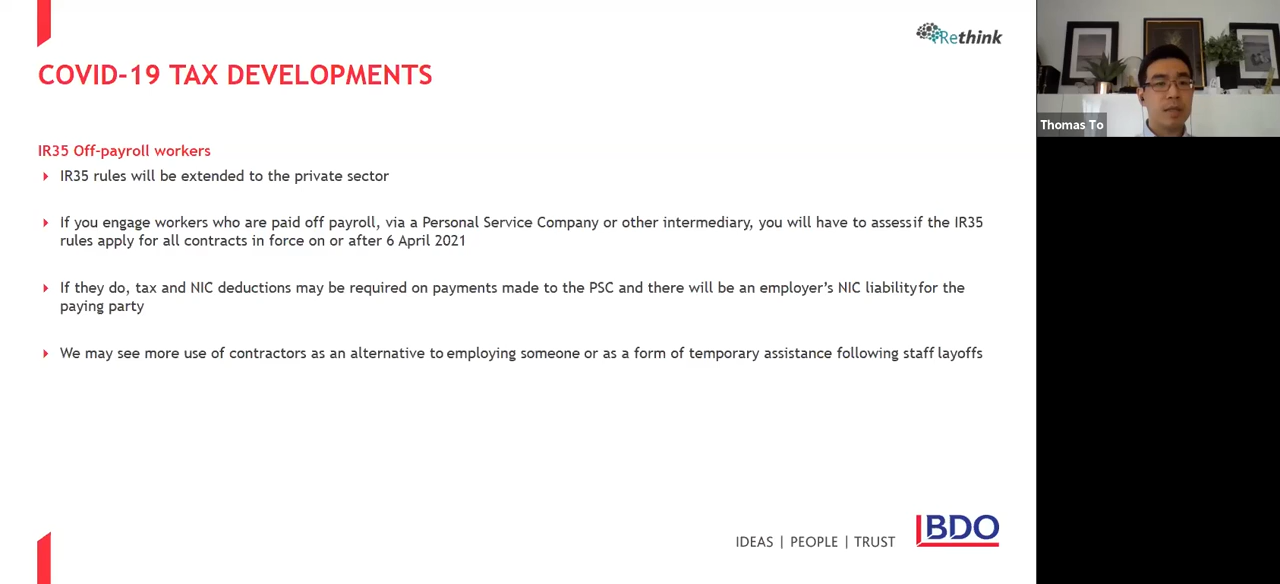 Rethink
COVID-19 TAX DEVELOPMENTS
IR35 Off-payroll workers
IR35 rules will be extended to the private sector
If you engage workers who are paid off payroll, via a Personal Service Company or other intermediary, you will have to assess if the IR35
rules apply for all contracts in force on or after 6 April 2021
If they do, tax and NIC deductions may be required on payments made to the PSC and there will be an employer’s NIC liability for the
paying party
We may see more use of contractors as an alternative to employing someone or as a form of temporary assistance following staff layoffs
IDEAS | PEOPLE | TRUST
BDO
Thomas To